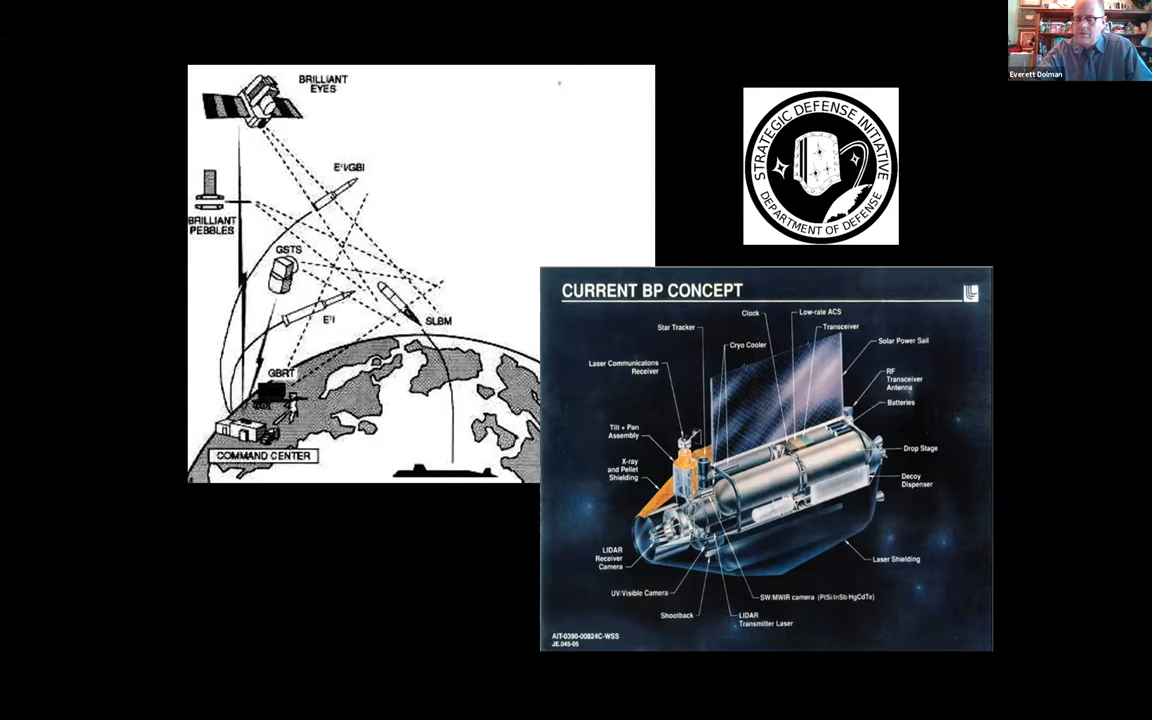 Everett Dolman
BRILLIANT
EYES
E²I/GBI
BRILLIANT
PEBBLES
GSTS
E²I
SLBM
GBRT
COMMAND CENTER
STRATEGIC DEFENSE INITIATIVE
DEPARTMENT OF DEFENSE
CURRENT BP CONCEPT
Clock
Low-rate ACS
Star Tracker
Transceiver
Cryo Cooler
Solar Power Sail
Laser Communicatons
Receiver
RF
Transceiver
Antenna
Batteries
Tilt + Pan
Assembly
Drop Stage
X-ray
and Pellet
Shielding
Decoy
Dispenser
LIDAR
Receiver
Camera
Laser Shielding
UV/Visible Camera
SW/MWIR camera (PtSi/InSb/HgCdTe)
Shootback
LIDAR
Transmitter Laser
AIT-0390-00824C-WSS
JE.045-05